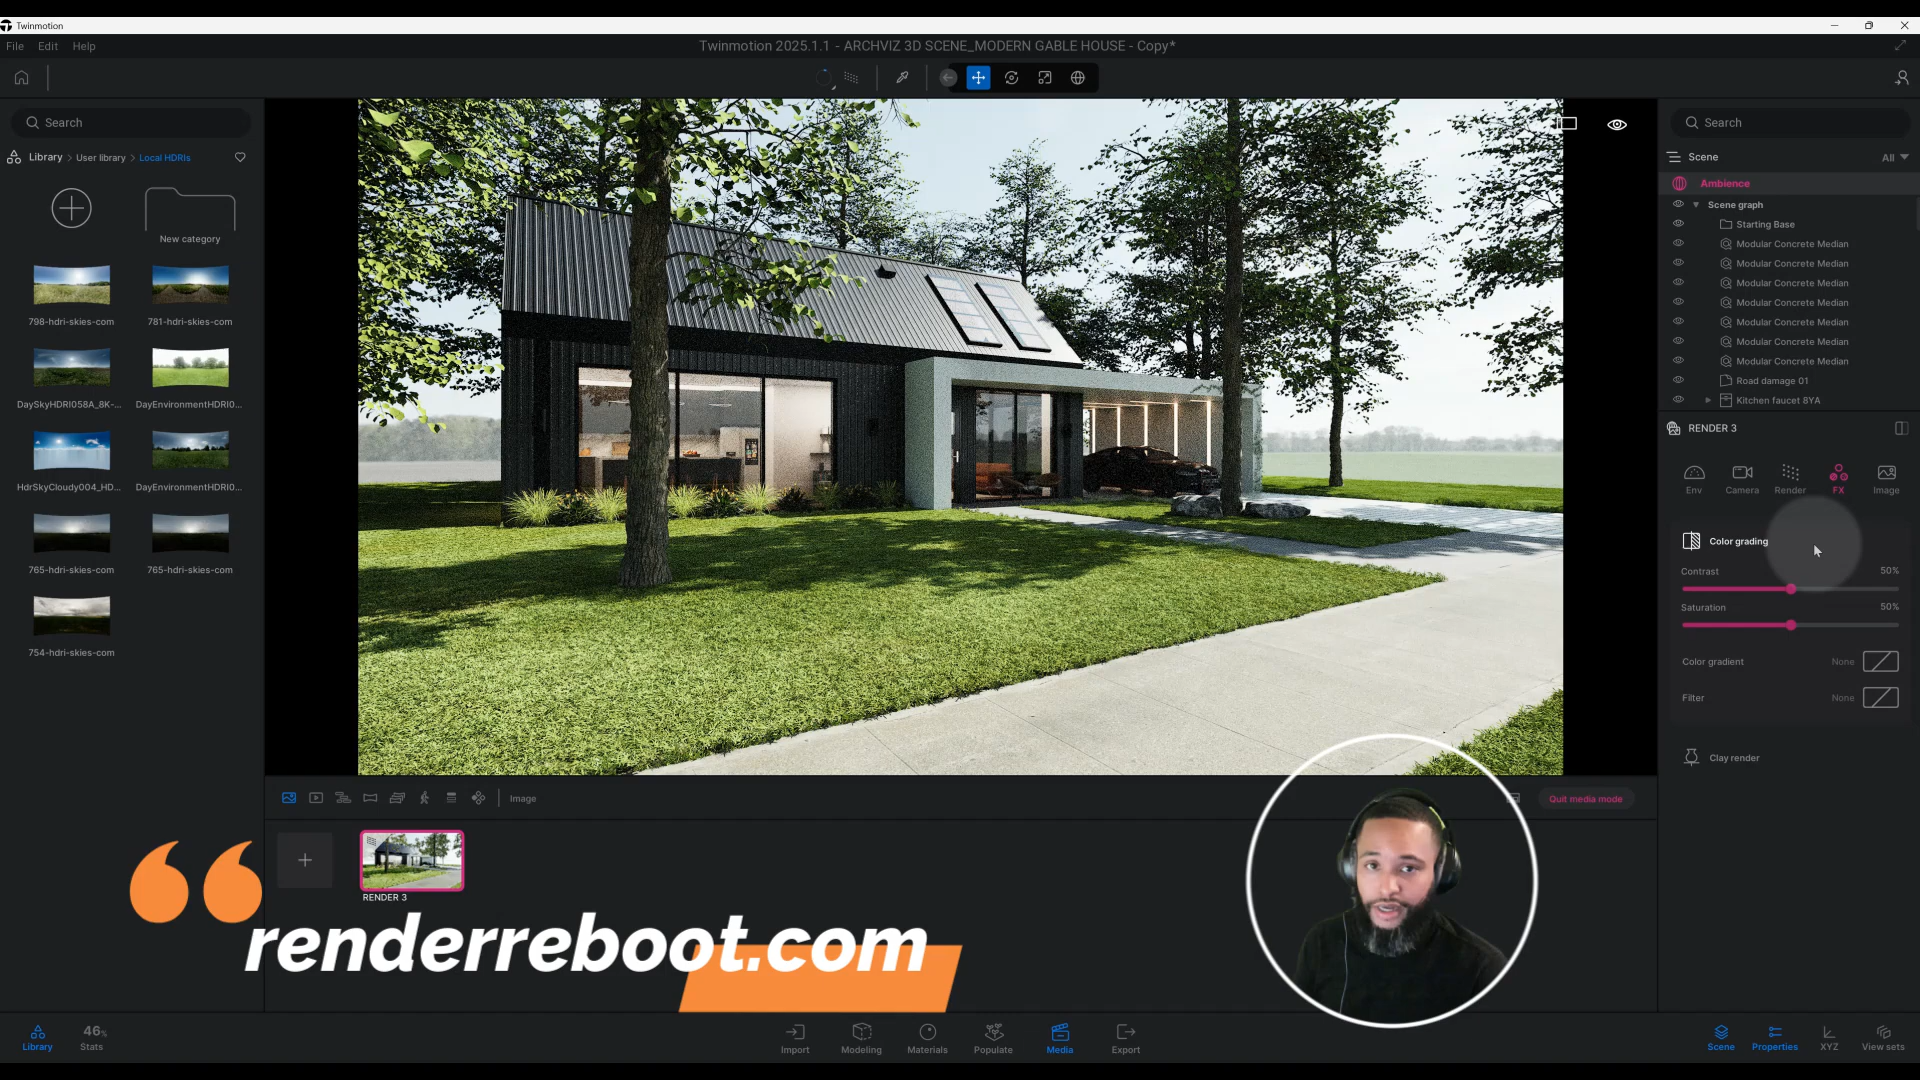 Twinmotion
File Edit Help
Twinmotion 2025.1.1 - ARCHVIZ 3D SCENE_MODERN GABLE HOUSE - Copy*
Search
Library > User library > Local HDRIs
New category
798-hdri-skies-com
781-hdri-skies-com
DaySkyHDRI058A_8K-...
DayEnvironmentHDRI0...
HdrSkyCloudy004_HD...
DayEnvironmentHDRI0...
765-hdri-skies-com
765-hdri-skies-com
754-hdri-skies-com
Search
Scene All
Ambience
Scene graph
Starting Base
Modular Concrete Median
Modular Concrete Median
Modular Concrete Median
Modular Concrete Median
Modular Concrete Median
Modular Concrete Median
Modular Concrete Median
Road damage 01
Kitchen faucet 8YA
RENDER 3
Env Camera Render FX Image
Color grading
Contrast 50%
Saturation 50%
Color gradient None
Filter None
Clay render
Image
Quit media mode
RENDER 3
“renderreboot.com
Library
46%
Stats
Import Modeling Materials Populate Media Export
Scene Properties XYZ View sets